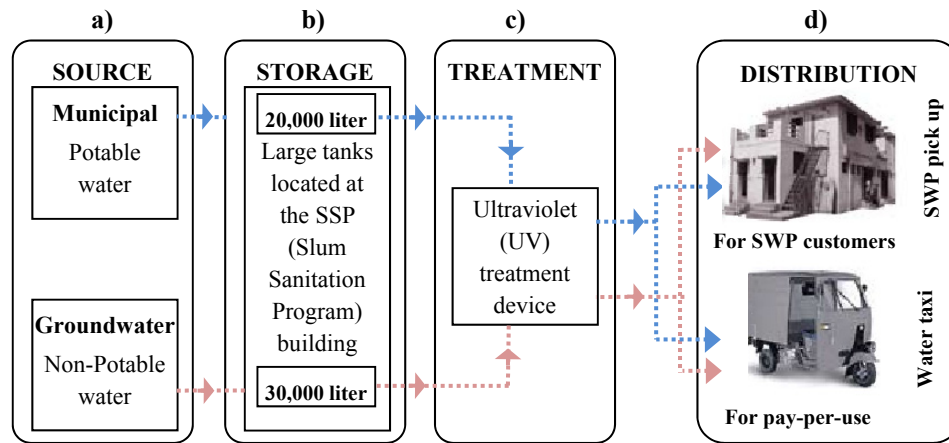 a)
b)
c)
d)
SOURCE
Municipal
Potable
water
Groundwater
Non-Potable
water
STORAGE
20,000 liter
Large tanks
located at
the SSP
(Slum
Sanitation
Program)
building
30,000 liter
TREATMENT
Ultraviolet
(UV)
treatment
device
DISTRIBUTION
SWP pick up
For SWP customers
Water taxi
For pay-per-use